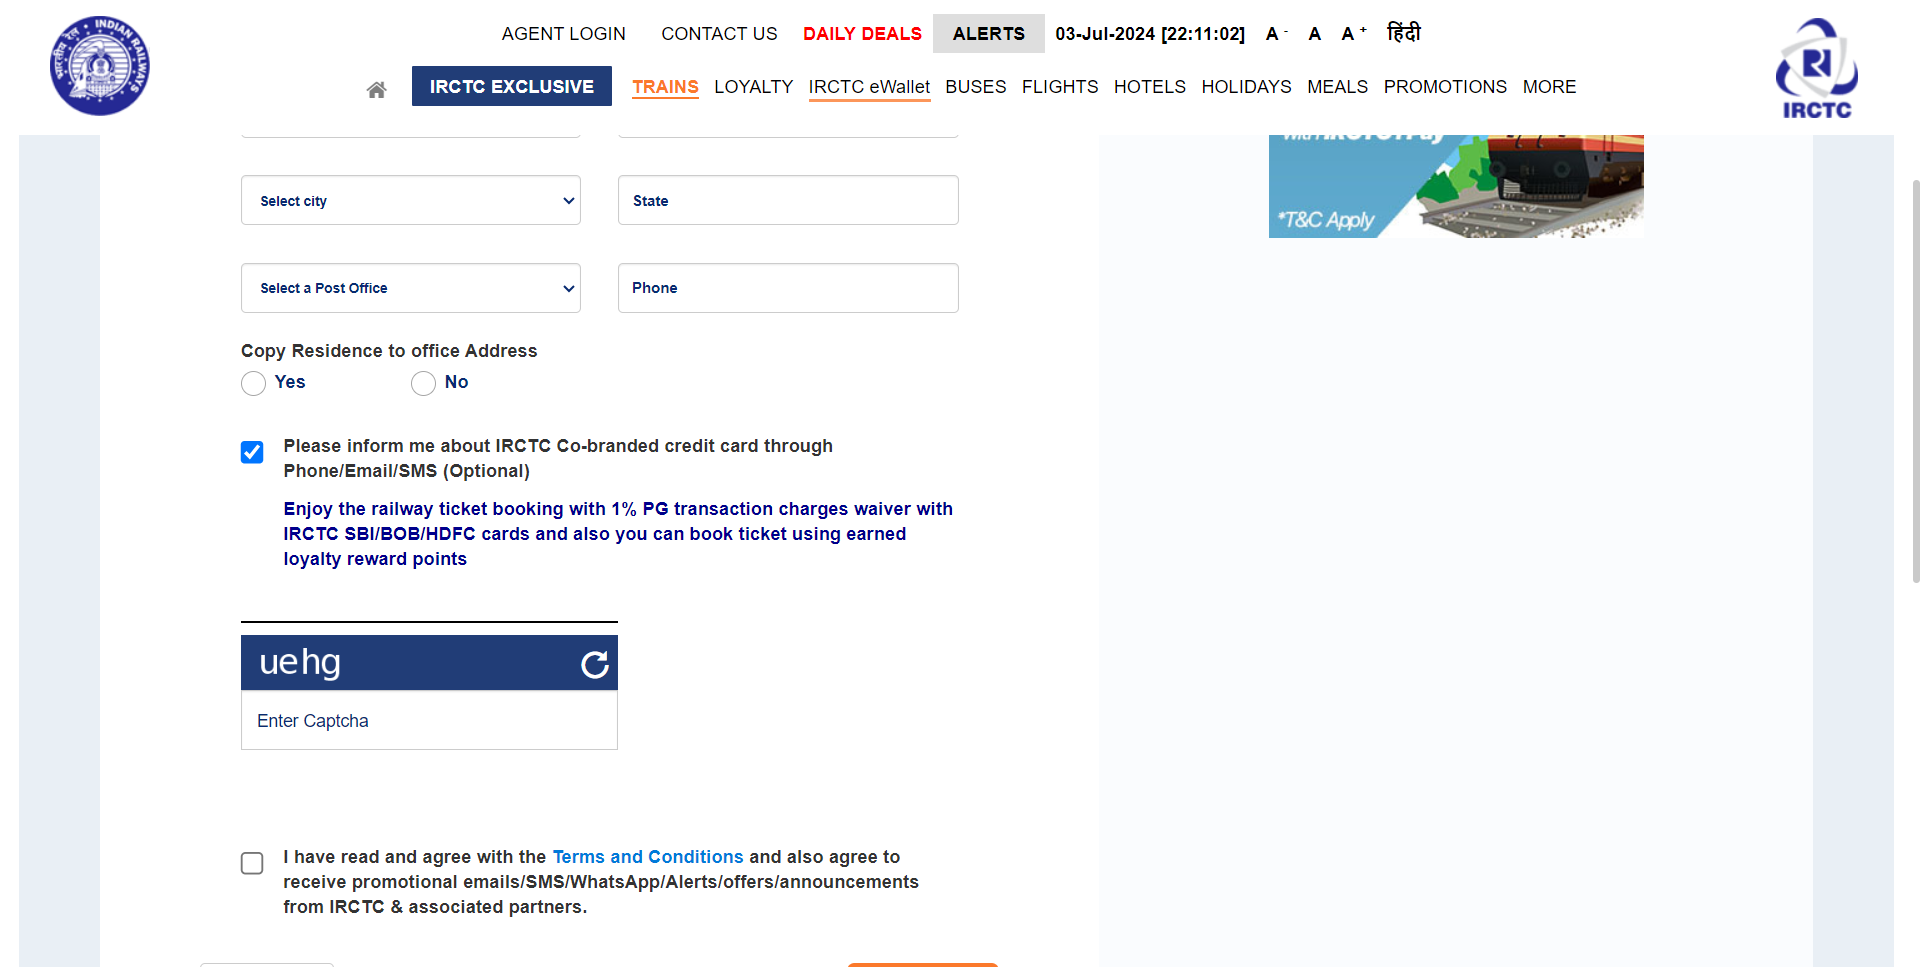 AGENT LOGIN CONTACT US DAILY DEALS ALERTS 03-Jul-2024 [22:11:02] A - A A + हिंदी
IRCTC EXCLUSIVE TRAINS LOYALTY IRCTC eWallet BUSES FLIGHTS HOTELS HOLIDAYS MEALS PROMOTIONS MORE
भारतीय रेल INDIAN RAILWAYS
IRCTC
*T&C Apply
Select city State
Select a Post Office Phone
Copy Residence to office Address
Yes No
Please inform me about IRCTC Co-branded credit card through
Phone/Email/SMS (Optional)
Enjoy the railway ticket booking with 1% PG transaction charges waiver with
IRCTC SBI/BOB/HDFC cards and also you can book ticket using earned
loyalty reward points
uehg
Enter Captcha
I have read and agree with the Terms and Conditions and also agree to
receive promotional emails/SMS/WhatsApp/Alerts/offers/announcements
from IRCTC & associated partners.